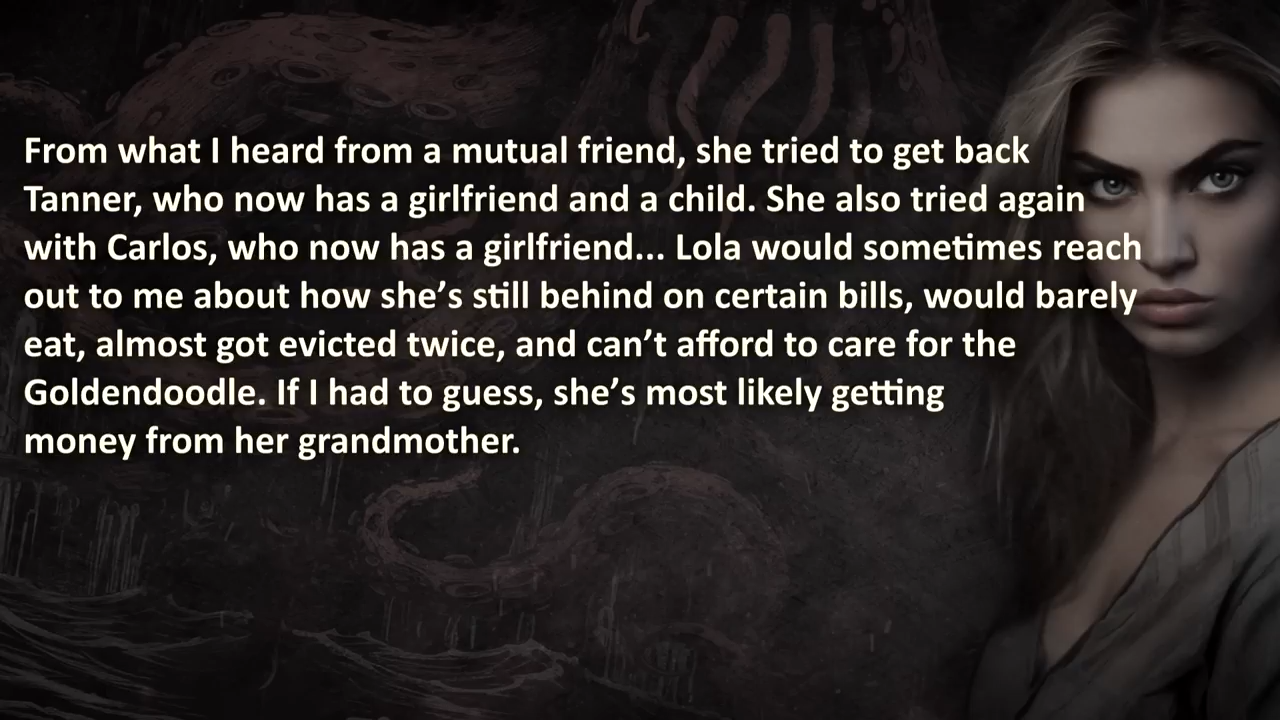 From what I heard from a mutual friend, she tried to get back
Tanner, who now has a girlfriend and a child. She also tried again
with Carlos, who now has a girlfriend... Lola would sometimes reach
out to me about how she’s still behind on certain bills, would barely
eat, almost got evicted twice, and can’t afford to care for the
Goldendoodle. If I had to guess, she’s most likely getting
money from her grandmother.